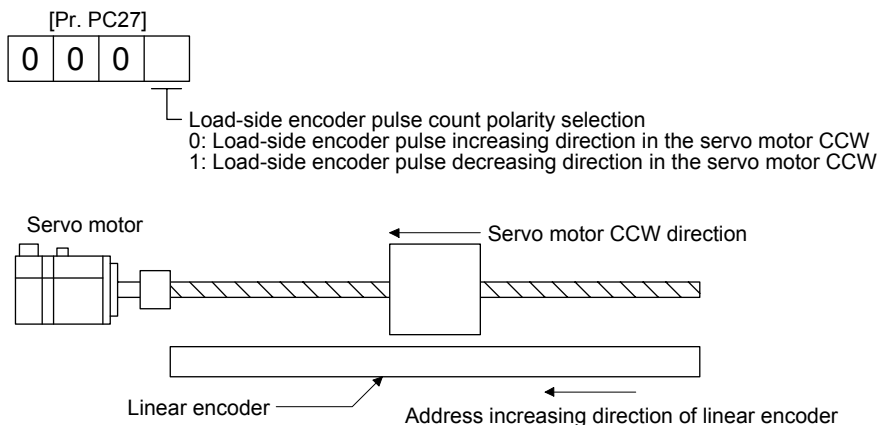 [Pr. PC27]
0 0 0
Load-side encoder pulse count polarity selection
0: Load-side encoder pulse increasing direction in the servo motor CCW
1: Load-side encoder pulse decreasing direction in the servo motor CCW
Servo motor
Servo motor CCW direction
Linear encoder
Address increasing direction of linear encoder